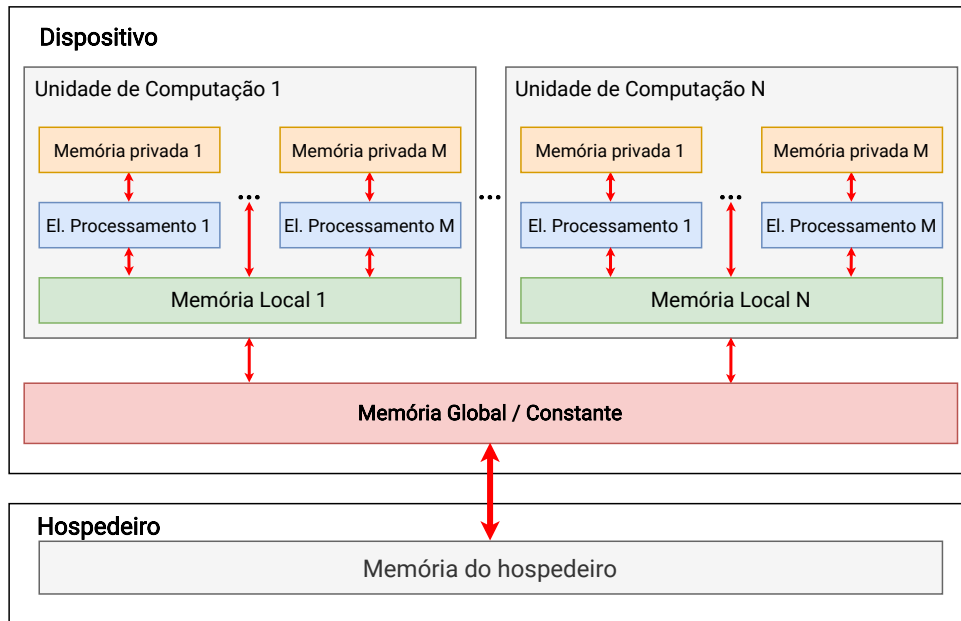 Dispositivo
Unidade de Computação 1
Memória privada 1
Memória privada M
...
El. Processamento 1
El. Processamento M
Memória Local 1
...
Unidade de Computação N
Memória privada 1
Memória privada M
...
El. Processamento 1
El. Processamento M
Memória Local N
Memória Global / Constante
Hospedeiro
Memória do hospedeiro